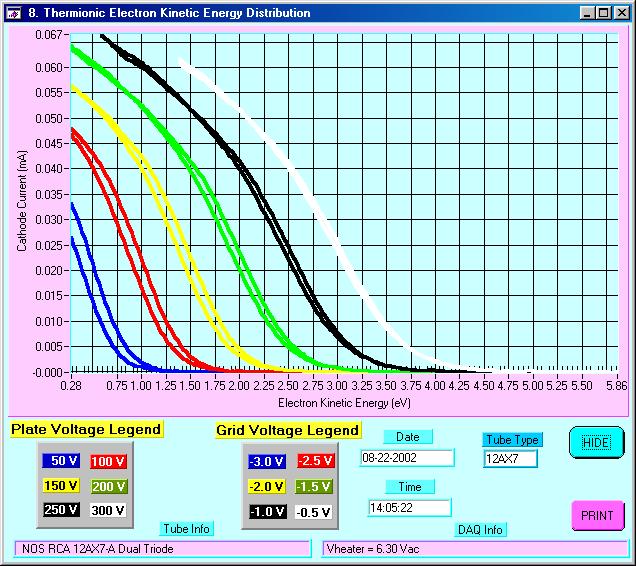 8. Thermionic Electron Kinetic Energy Distribution
0.067
0.060
0.055
0.050
0.045
0.040
0.035
0.030
0.025
0.020
0.015
0.010
0.005
-0.000
Cathode Current (mA)
0.28 0.75 1.00 1.25 1.50 1.75 2.00 2.25 2.50 2.75 3.00 3.25 3.50 3.75 4.00 4.25 4.50 4.75 5.00 5.25 5.50 5.86
Electron Kinetic Energy (eV)
Plate Voltage Legend
50 V 100 V
150 V 200 V
250 V 300 V
Grid Voltage Legend
-3.0 V -2.5 V
-2.0 V -1.5 V
-1.0 V -0.5 V
Date
08-22-2002
Time
14:05:22
Tube Type
12AX7
HIDE
PRINT
Tube Info
DAQ Info
NOS RCA 12AX7-A Dual Triode
Vheater = 6.30 Vac